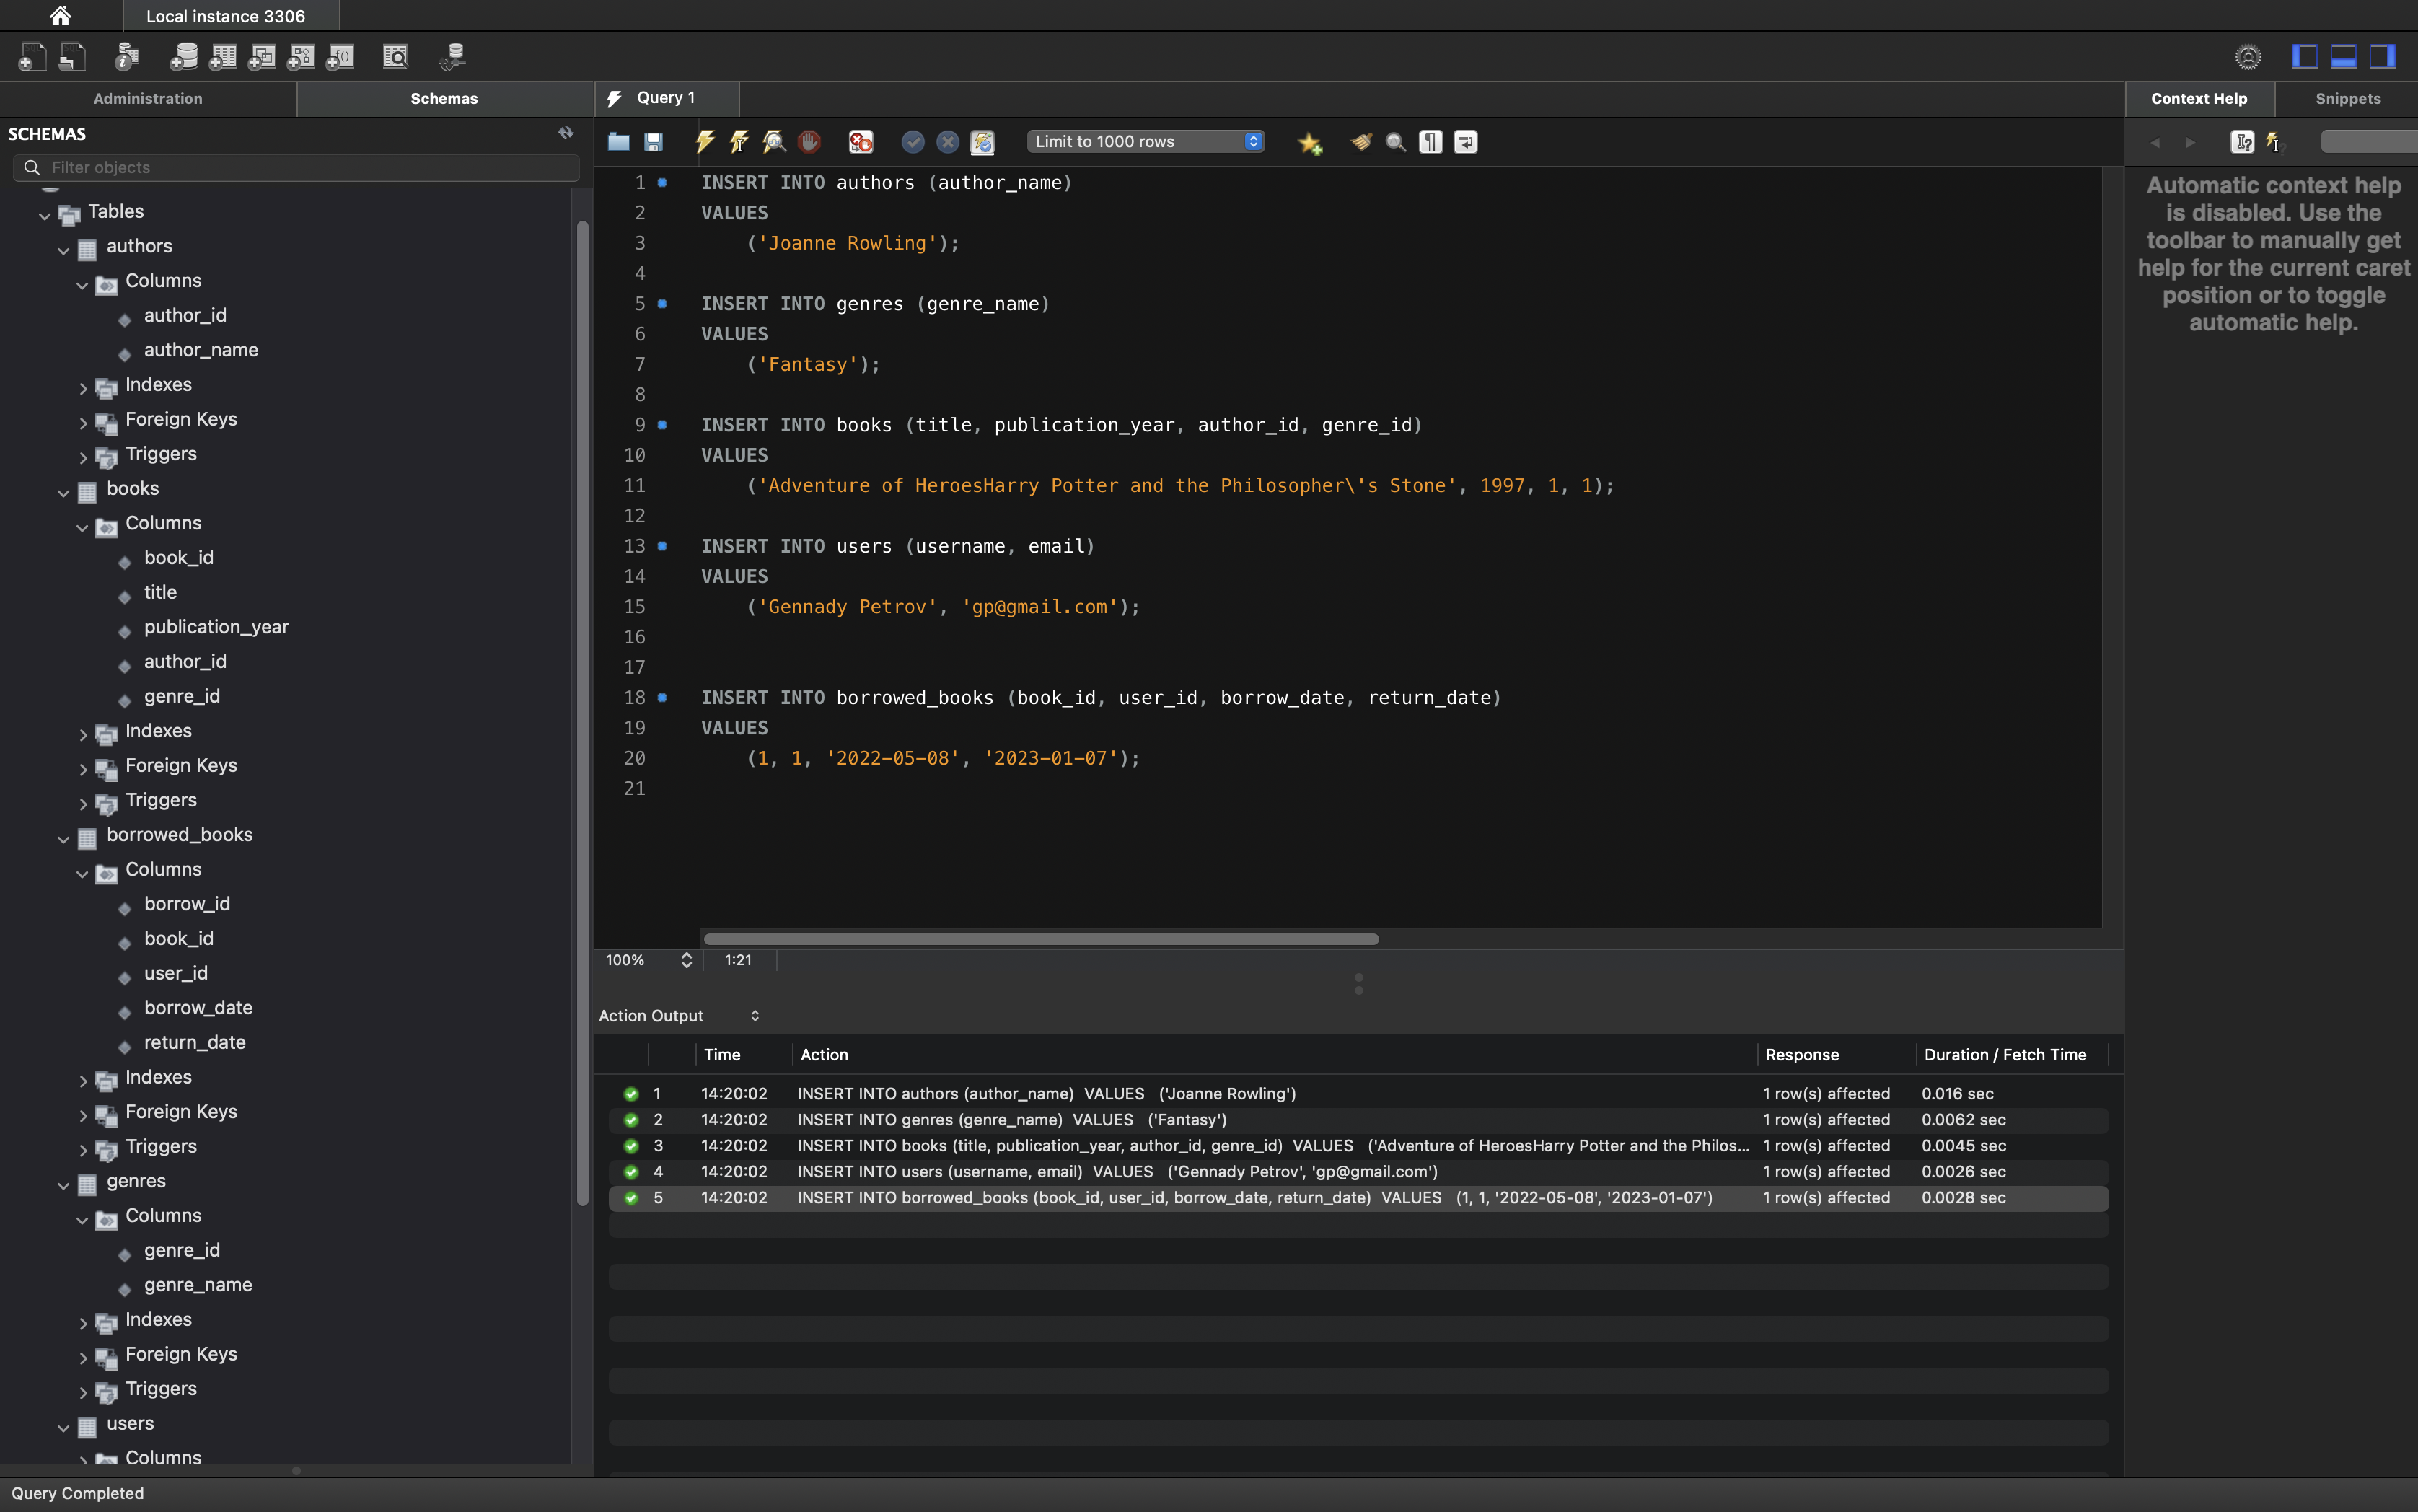 Local instance 3306
Administration
Schemas
SCHEMAS
Filter objects
Tables
authors
Columns
author_id
author_name
Indexes
Foreign Keys
Triggers
books
Columns
book_id
title
publication_year
author_id
genre_id
Indexes
Foreign Keys
Triggers
borrowed_books
Columns
borrow_id
book_id
user_id
borrow_date
return_date
Indexes
Foreign Keys
Triggers
genres
Columns
genre_id
genre_name
Indexes
Foreign Keys
Triggers
users
Columns
Query 1
Limit to 1000 rows
1 INSERT INTO authors (author_name)
2 VALUES
3 ('Joanne Rowling');
4
5 INSERT INTO genres (genre_name)
6 VALUES
7 ('Fantasy');
8
9 INSERT INTO books (title, publication_year, author_id, genre_id)
10 VALUES
11 ('Adventure of HeroesHarry Potter and the Philosopher\'s Stone', 1997, 1, 1);
12
13 INSERT INTO users (username, email)
14 VALUES
15 ('Gennady Petrov', 'gp@gmail.com');
16
17
18 INSERT INTO borrowed_books (book_id, user_id, borrow_date, return_date)
19 VALUES
20 (1, 1, '2022-05-08', '2023-01-07');
21
100% 1:21
Action Output
Time Action Response Duration / Fetch Time
1 14:20:02 INSERT INTO authors (author_name) VALUES ('Joanne Rowling') 1 row(s) affected 0.016 sec
2 14:20:02 INSERT INTO genres (genre_name) VALUES ('Fantasy') 1 row(s) affected 0.0062 sec
3 14:20:02 INSERT INTO books (title, publication_year, author_id, genre_id) VALUES ('Adventure of HeroesHarry Potter and the Philos... 1 row(s) affected 0.0045 sec
4 14:20:02 INSERT INTO users (username, email) VALUES ('Gennady Petrov', 'gp@gmail.com') 1 row(s) affected 0.0026 sec
5 14:20:02 INSERT INTO borrowed_books (book_id, user_id, borrow_date, return_date) VALUES (1, 1, '2022-05-08', '2023-01-07') 1 row(s) affected 0.0028 sec
Context Help
Snippets
Automatic context help
is disabled. Use the
toolbar to manually get
help for the current caret
position or to toggle
automatic help.
Query Completed